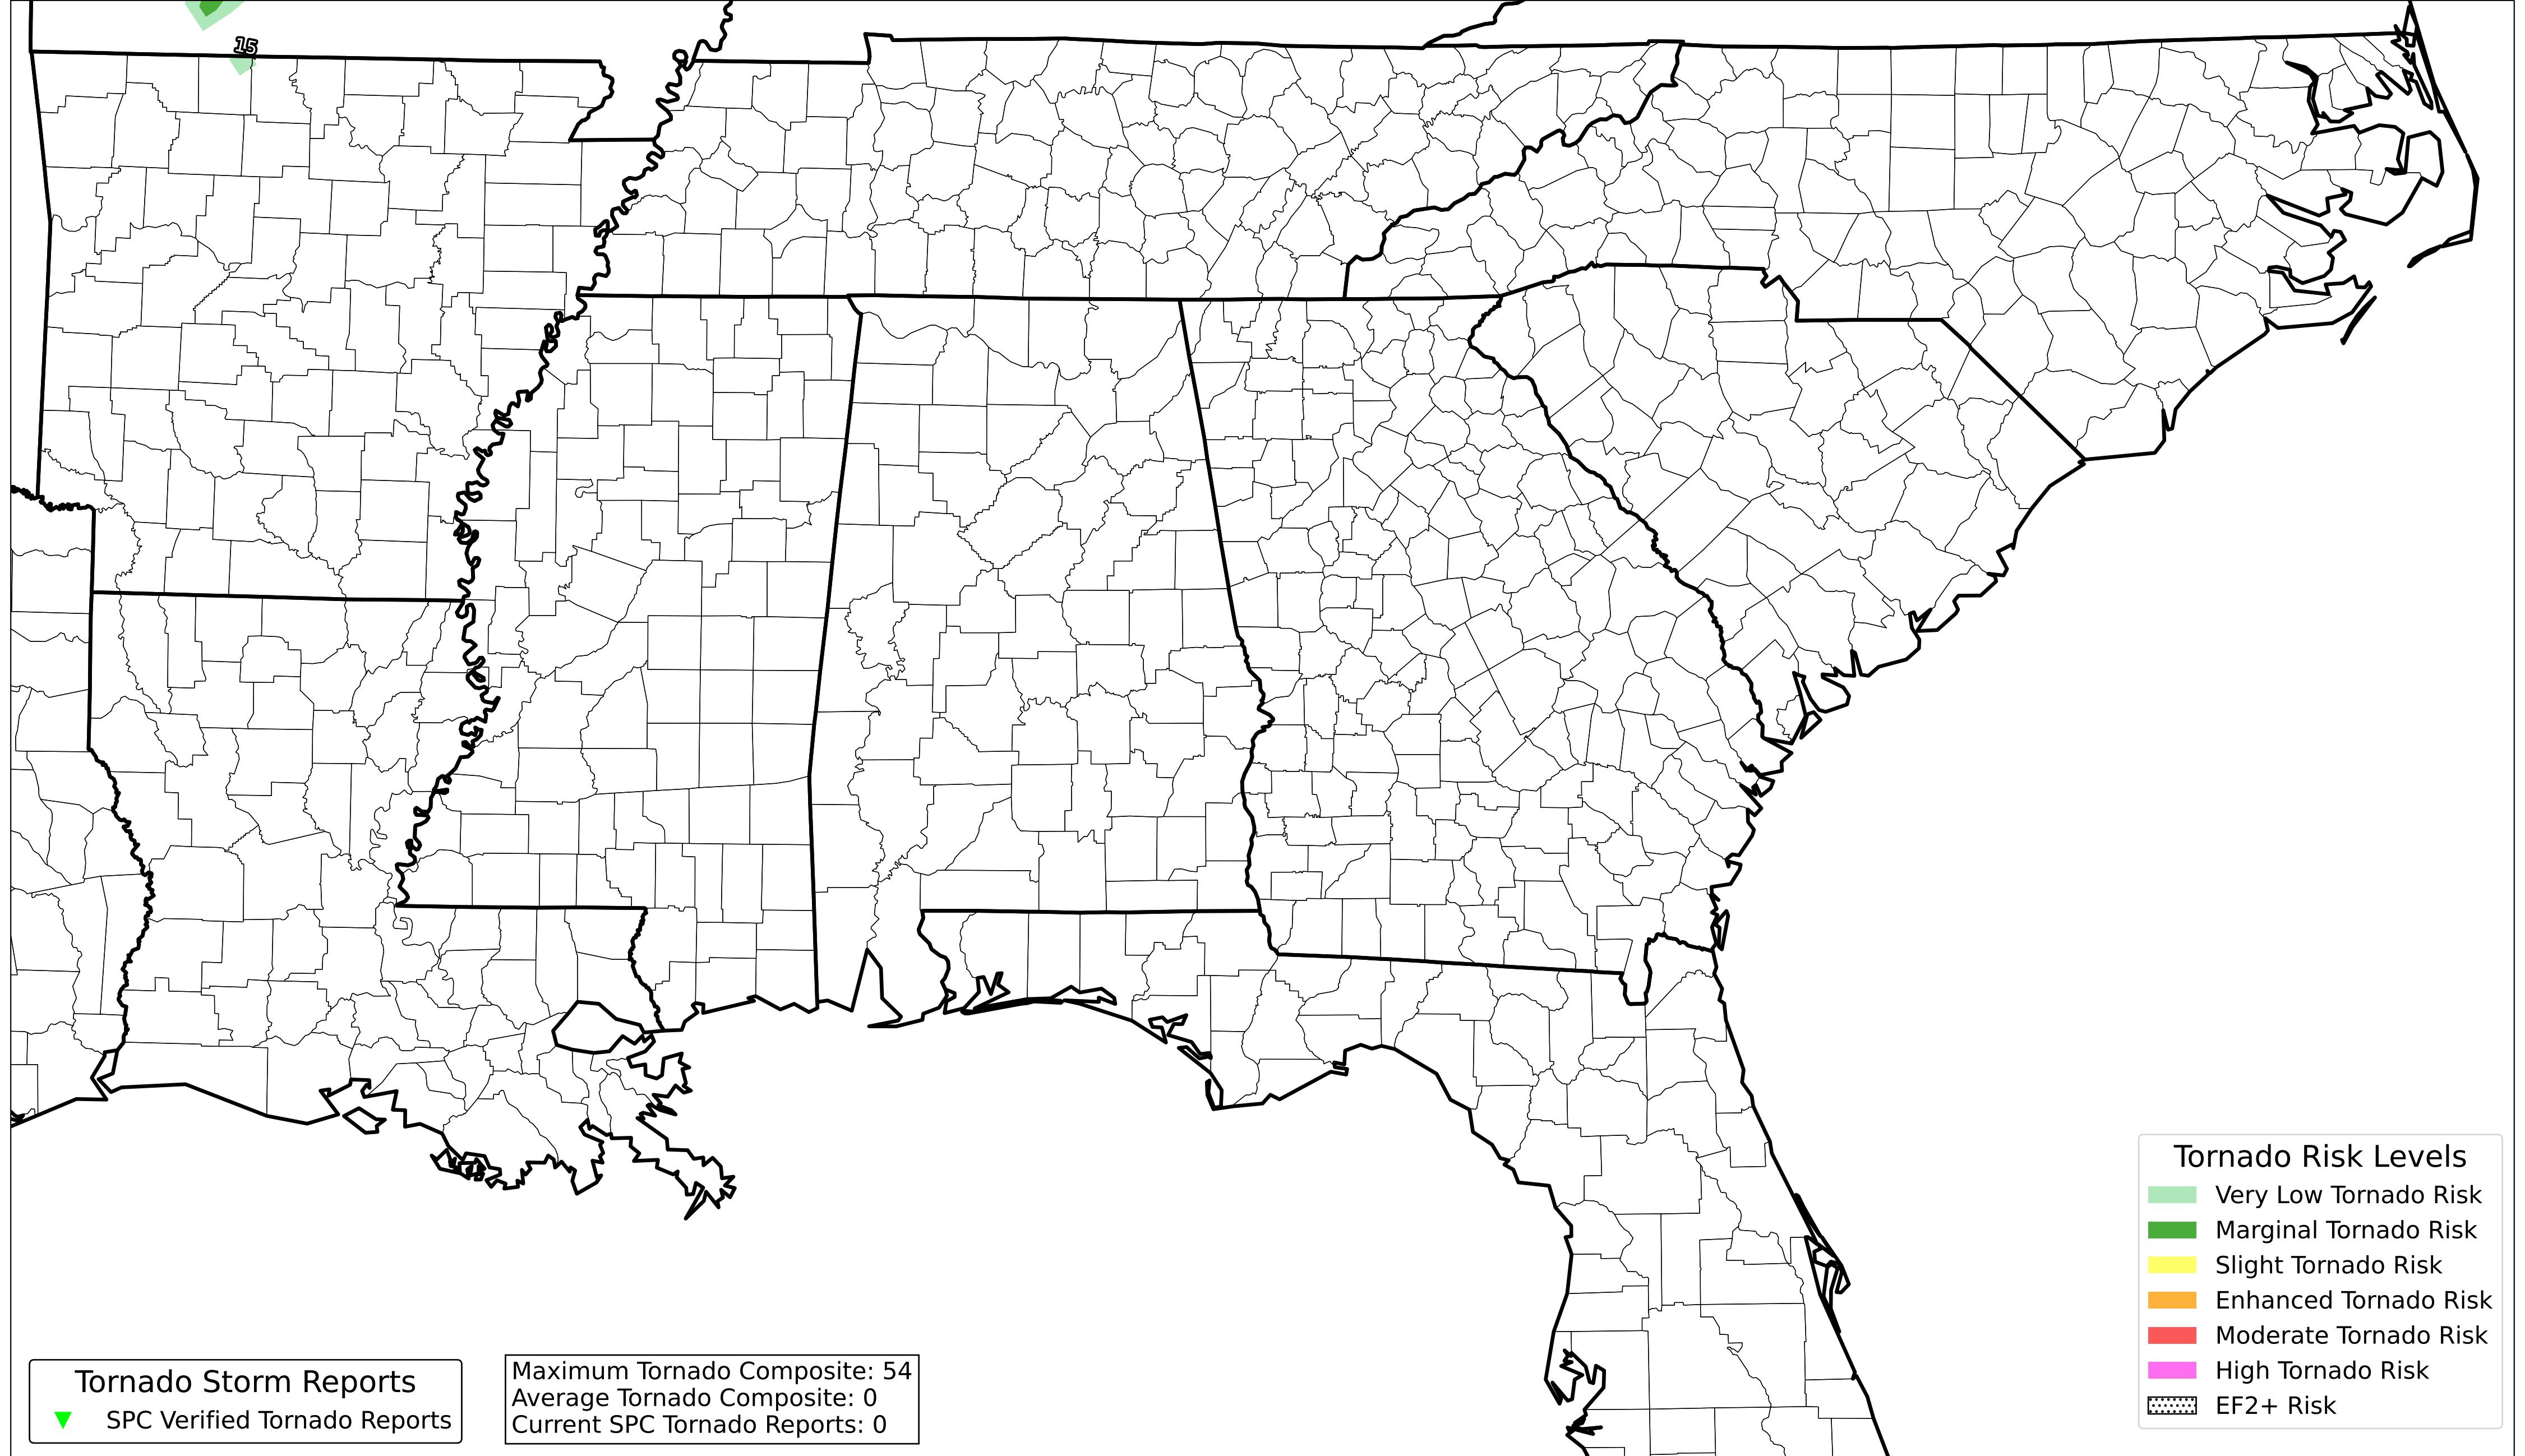 15
Tornado Risk Levels
Very Low Tornado Risk
Marginal Tornado Risk
Slight Tornado Risk
Enhanced Tornado Risk
Moderate Tornado Risk
High Tornado Risk
EF2+ Risk
Tornado Storm Reports
SPC Verified Tornado Reports
Maximum Tornado Composite: 54
Average Tornado Composite: 0
Current SPC Tornado Reports: 0